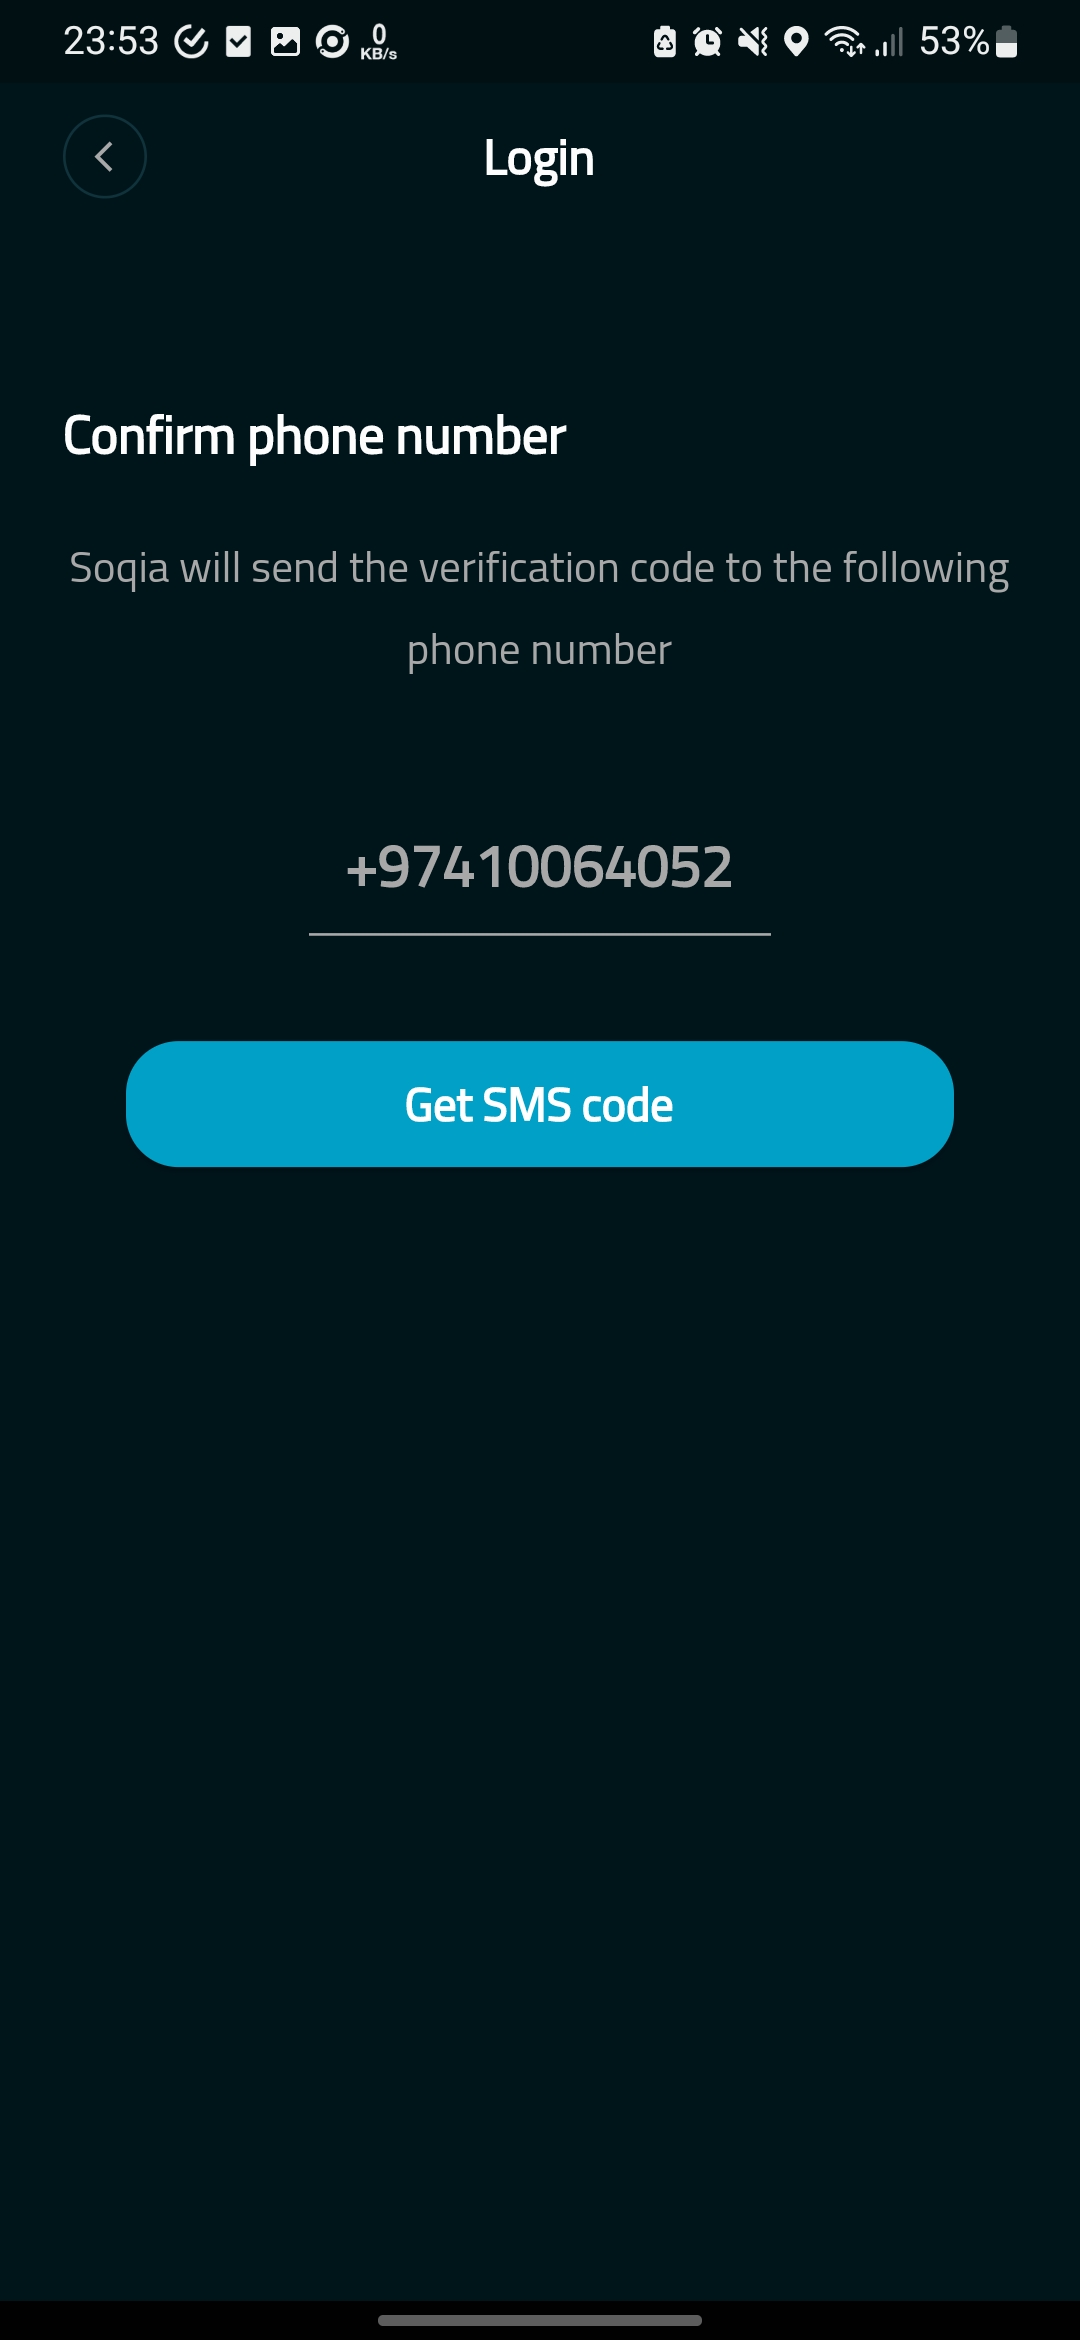 23:53
0
KB/s
53%
Login
Confirm phone number
Soqia will send the verification code to the following
phone number
+97410064052
Get SMS code